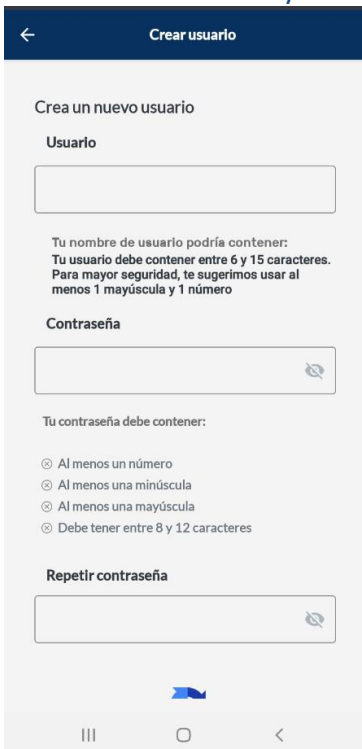 Crear usuario
Crea un nuevo usuario
Usuario
Tu nombre de usuario podría contener:
Tu usuario debe contener entre 6 y 15 caracteres.
Para mayor seguridad, te sugerimos usar al
menos 1 mayúscula y 1 número
Contraseña
Tu contraseña debe contener:
Al menos un número
Al menos una minúscula
Al menos una mayúscula
Debe tener entre 8 y 12 caracteres
Repetir contraseña